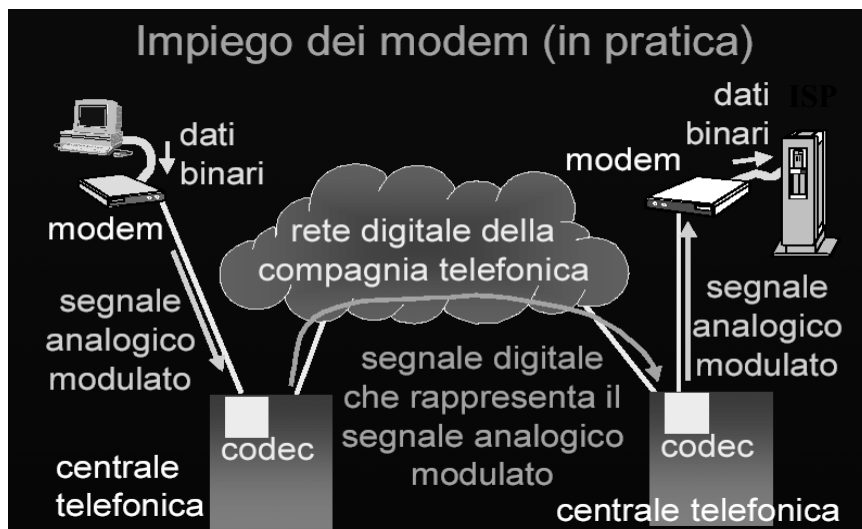 Impiego dei modem (in pratica)
dati
binari
modem
segnale
analogico
modulato
codec
centrale
telefonica
rete digitale della
compagnia telefonica
segnale digitale
che rappresenta il
segnale analogico
modulato
dati
binari
ISP
modem
segnale
analogico
modulato
codec
centrale telefonica